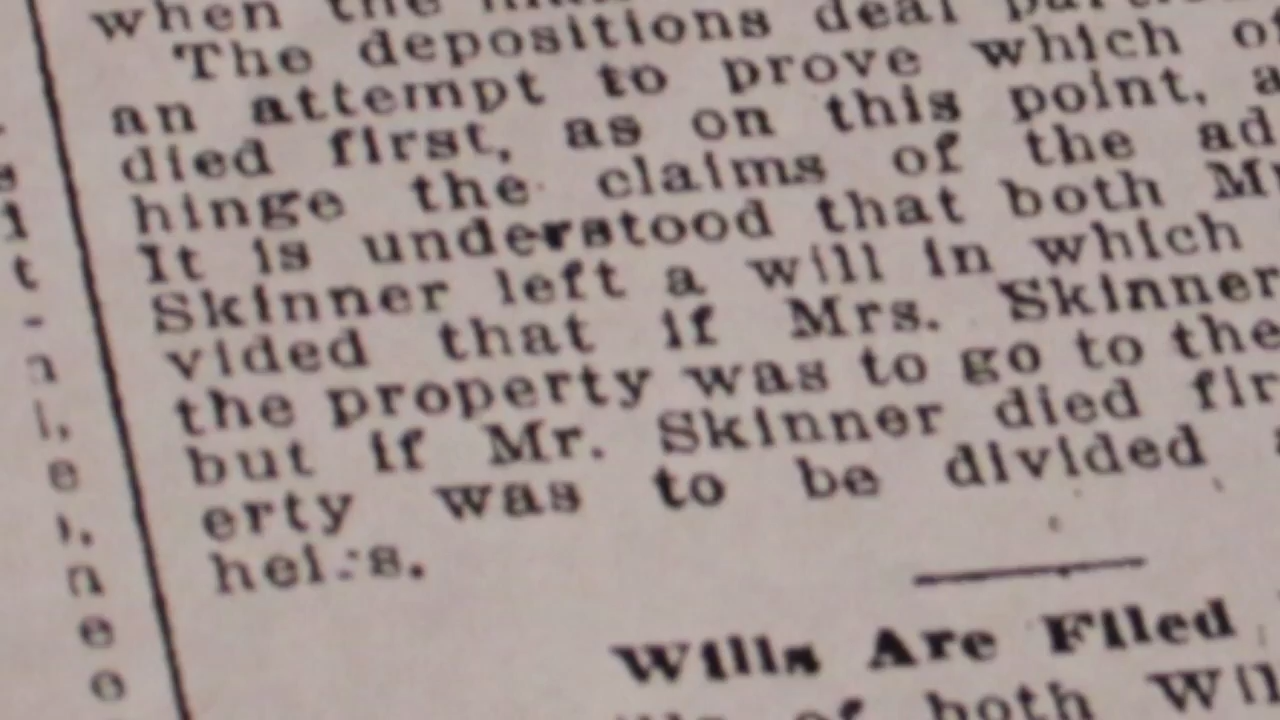 when the
The depositions deal
an attempt to prove which of
died first, as on this point, a
hinge the claims of the ad
It is understood that both Mr
Skinner left a will in which
vided that if Mrs. Skinner
the property was to go to the
but if Mr. Skinner died fir
erty was to be divided
hei.:s.
Wills Are Filed
of both Wil